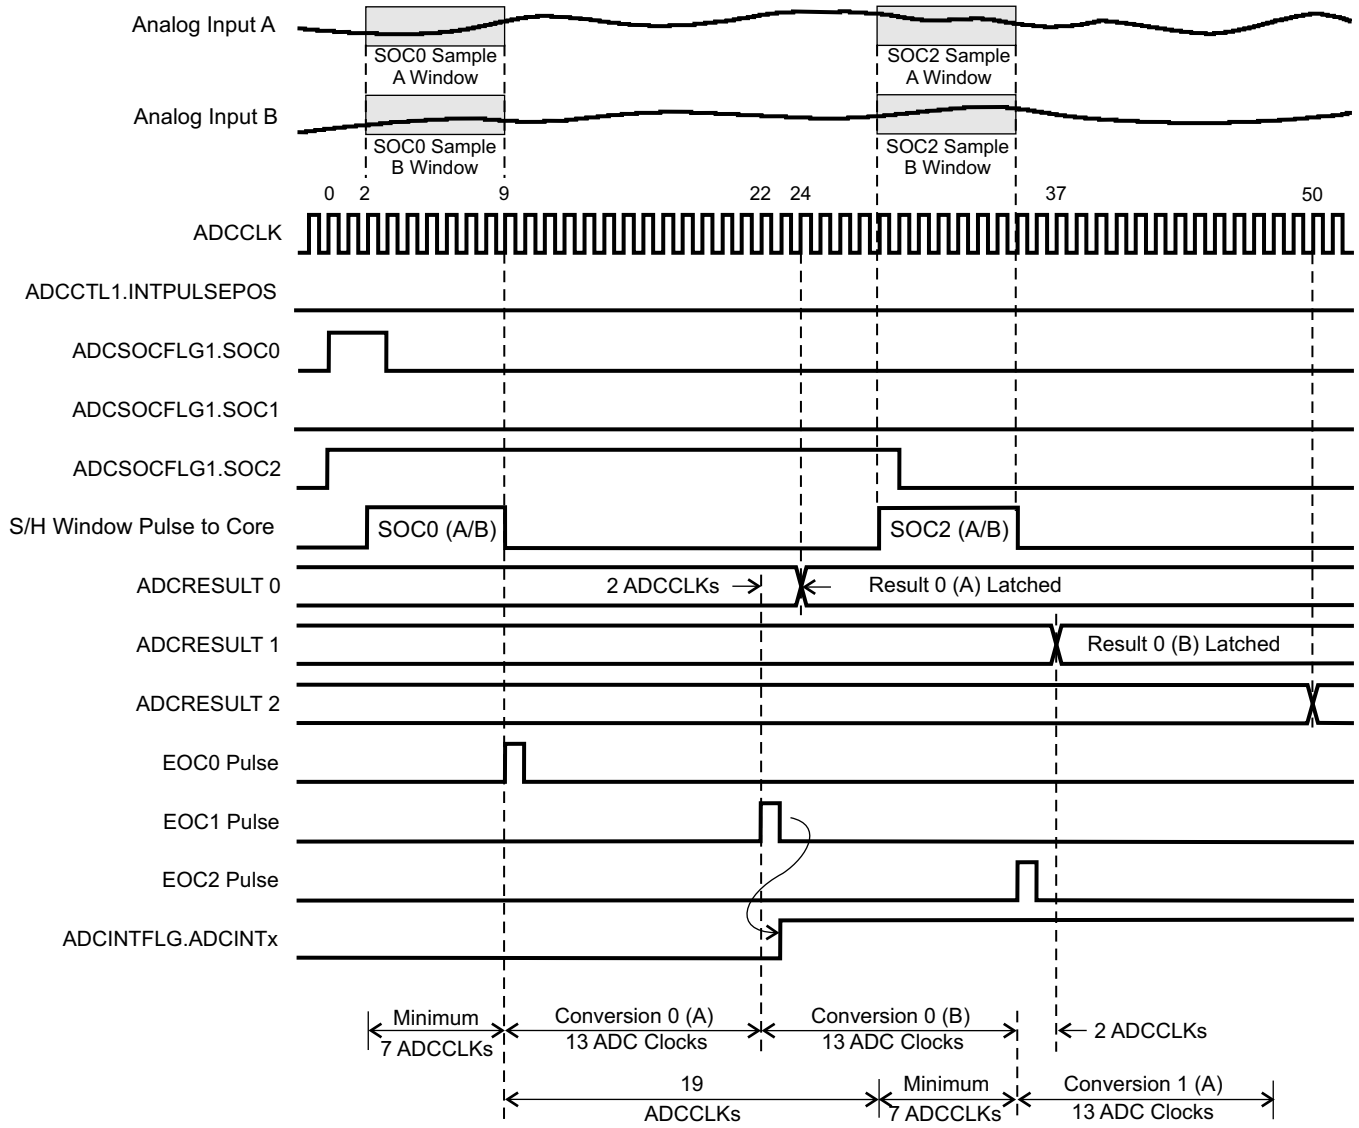 Analog Input A
SOC0 Sample
A Window
SOC2 Sample
A Window
Analog Input B
SOC0 Sample
B Window
SOC2 Sample
B Window
0 2 9 22 24 37 50
ADCCLK
ADCCTL1.INTPULSEPOS
ADCSOCFLG1.SOC0
ADCSOCFLG1.SOC1
ADCSOCFLG1.SOC2
S/H Window Pulse to Core
SOC0 (A/B)
SOC2 (A/B)
ADCRESULT 0
2 ADCCLKs
Result 0 (A) Latched
ADCRESULT 1
Result 0 (B) Latched
ADCRESULT 2
EOC0 Pulse
EOC1 Pulse
EOC2 Pulse
ADCINTFLG.ADCINTx
Minimum
7 ADCCLKs
Conversion 0 (A)
13 ADC Clocks
Conversion 0 (B)
13 ADC Clocks
2 ADCCLKs
19
ADCCLKs
Minimum
7 ADCCLKs
Conversion 1 (A)
13 ADC Clocks